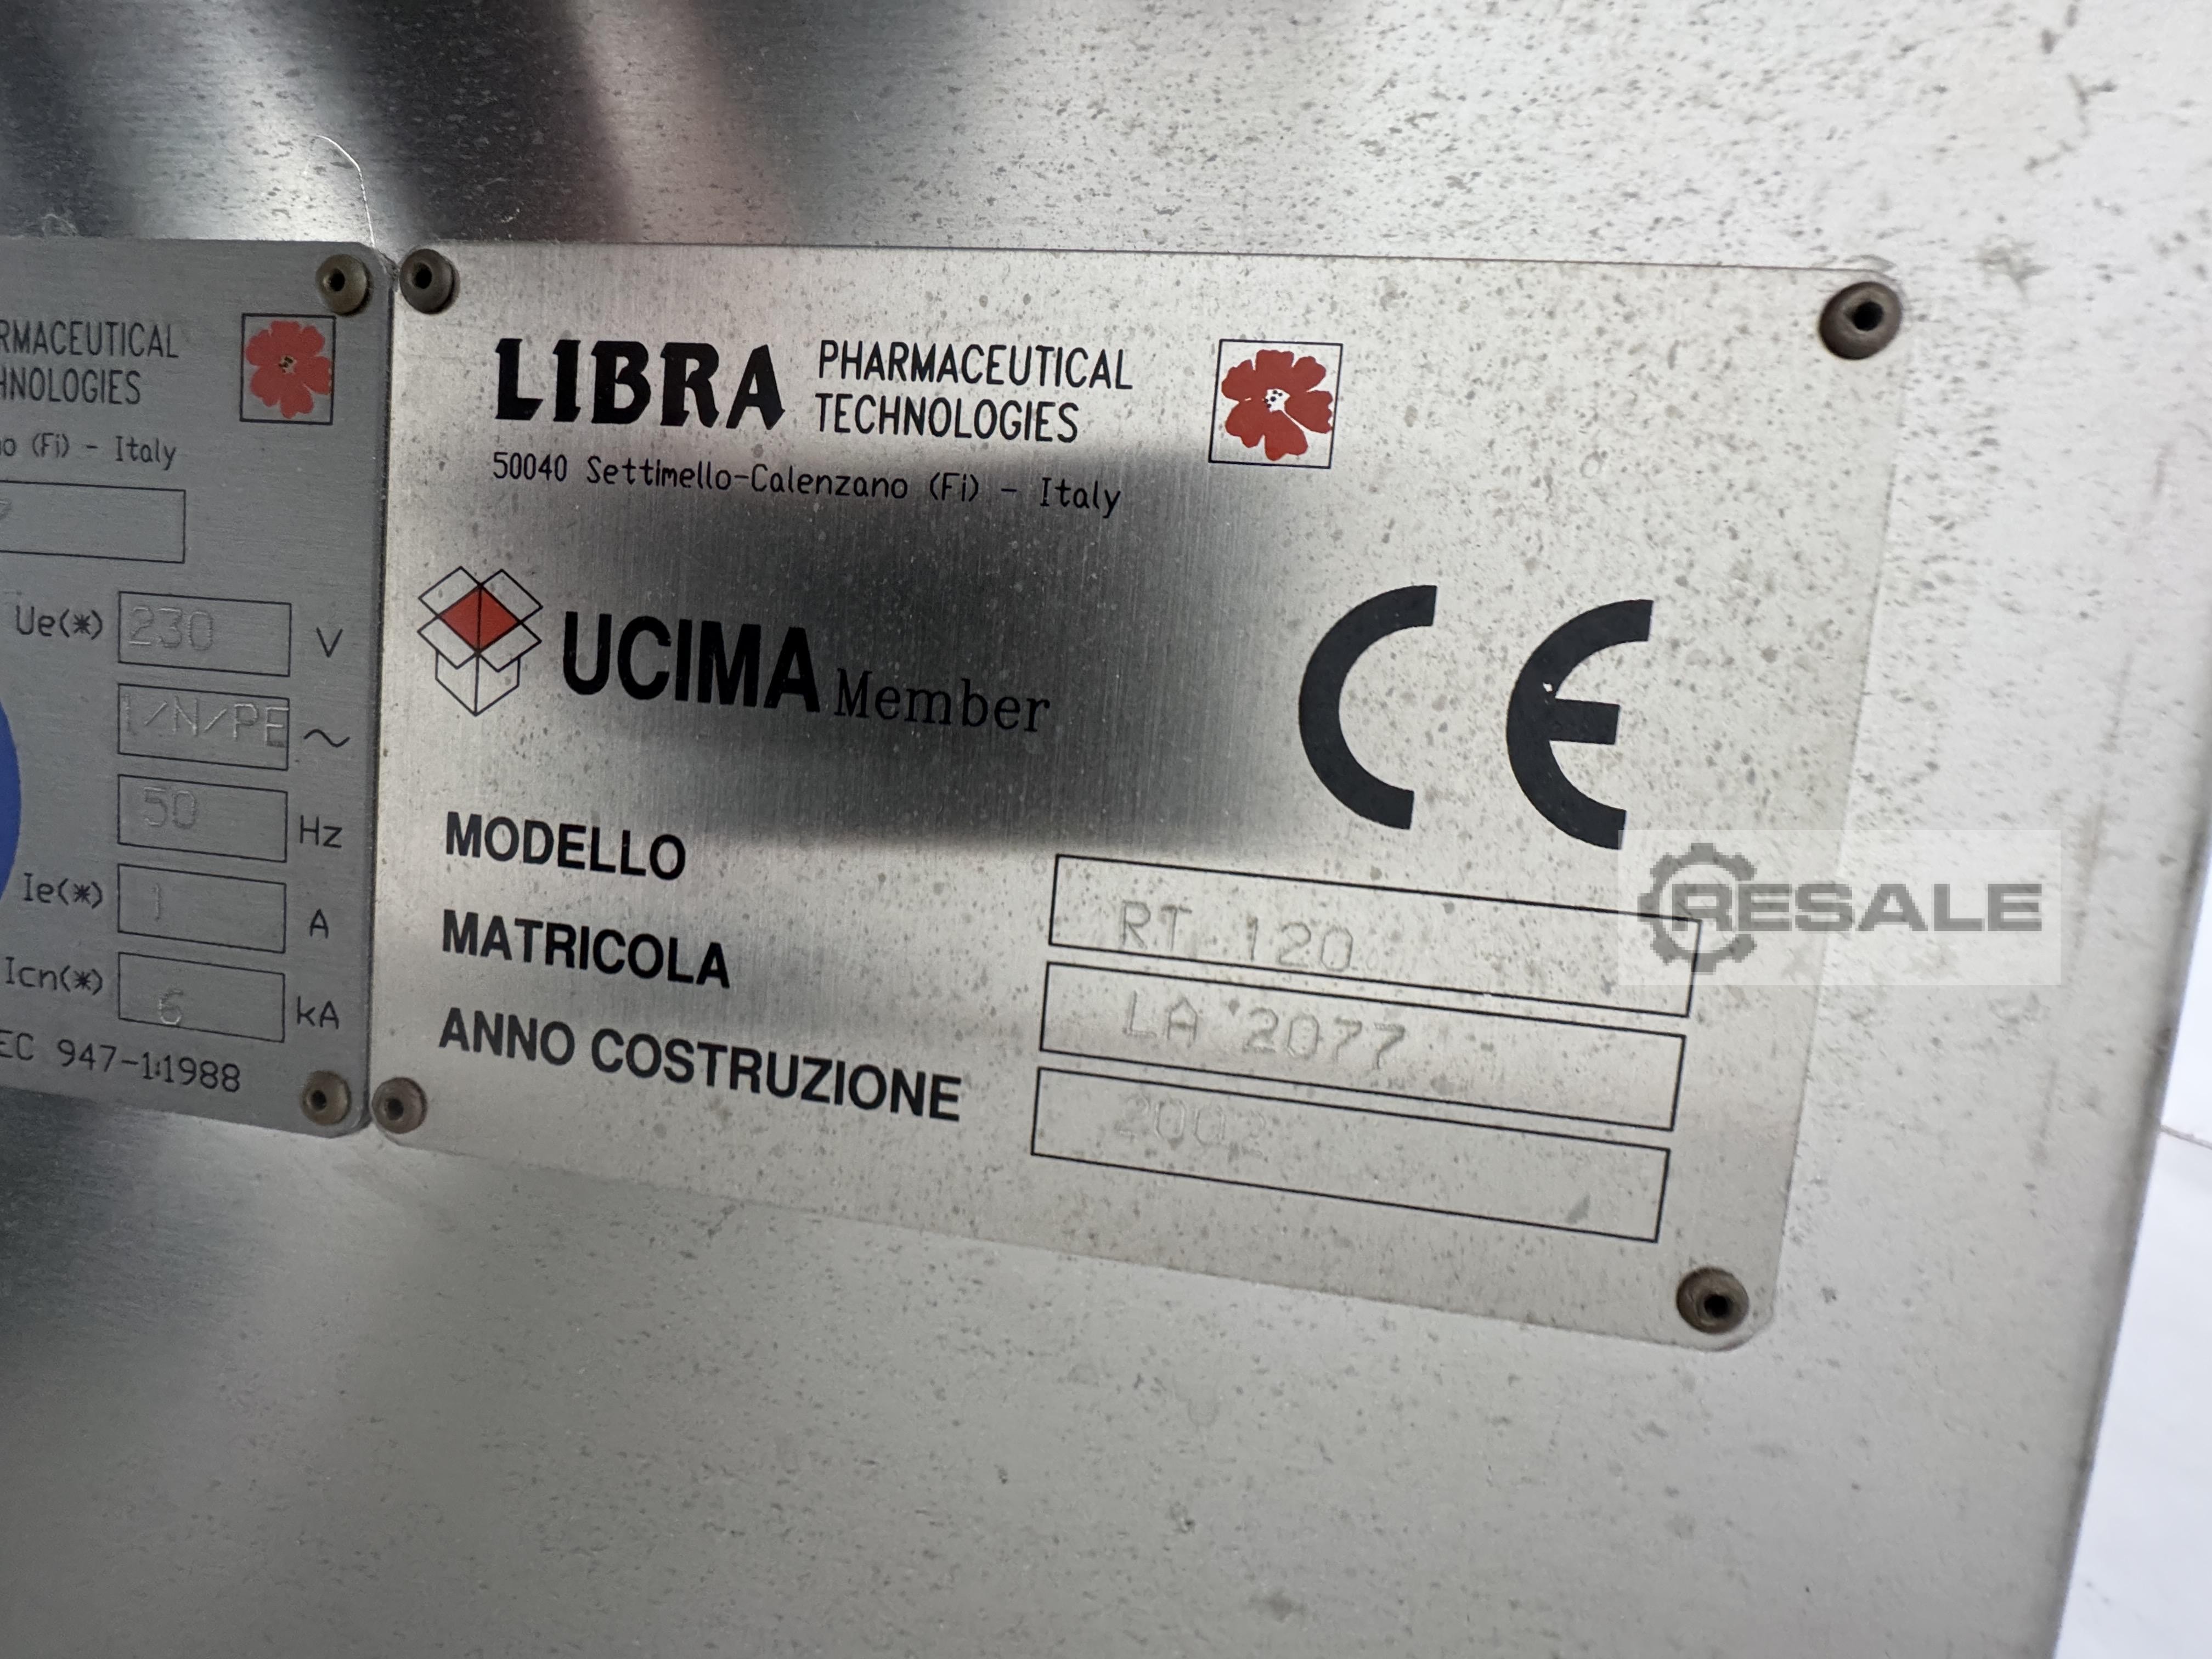 RMACEUTICAL
HNOLOGIES
(Fi) - Italy
Ue(*) 230 V
1/N/PE ~
50 Hz
Ie(*) 1 A
Icn(*) 6 kA
EC 947-1:1988
LIBRA PHARMACEUTICAL
TECHNOLOGIES
50040 Settimello-Calenzano (Fi) - Italy
UCIMA Member
CE
MODELLO RT 120
MATRICOLA LA 2077
ANNO COSTRUZIONE 2002
RESALE